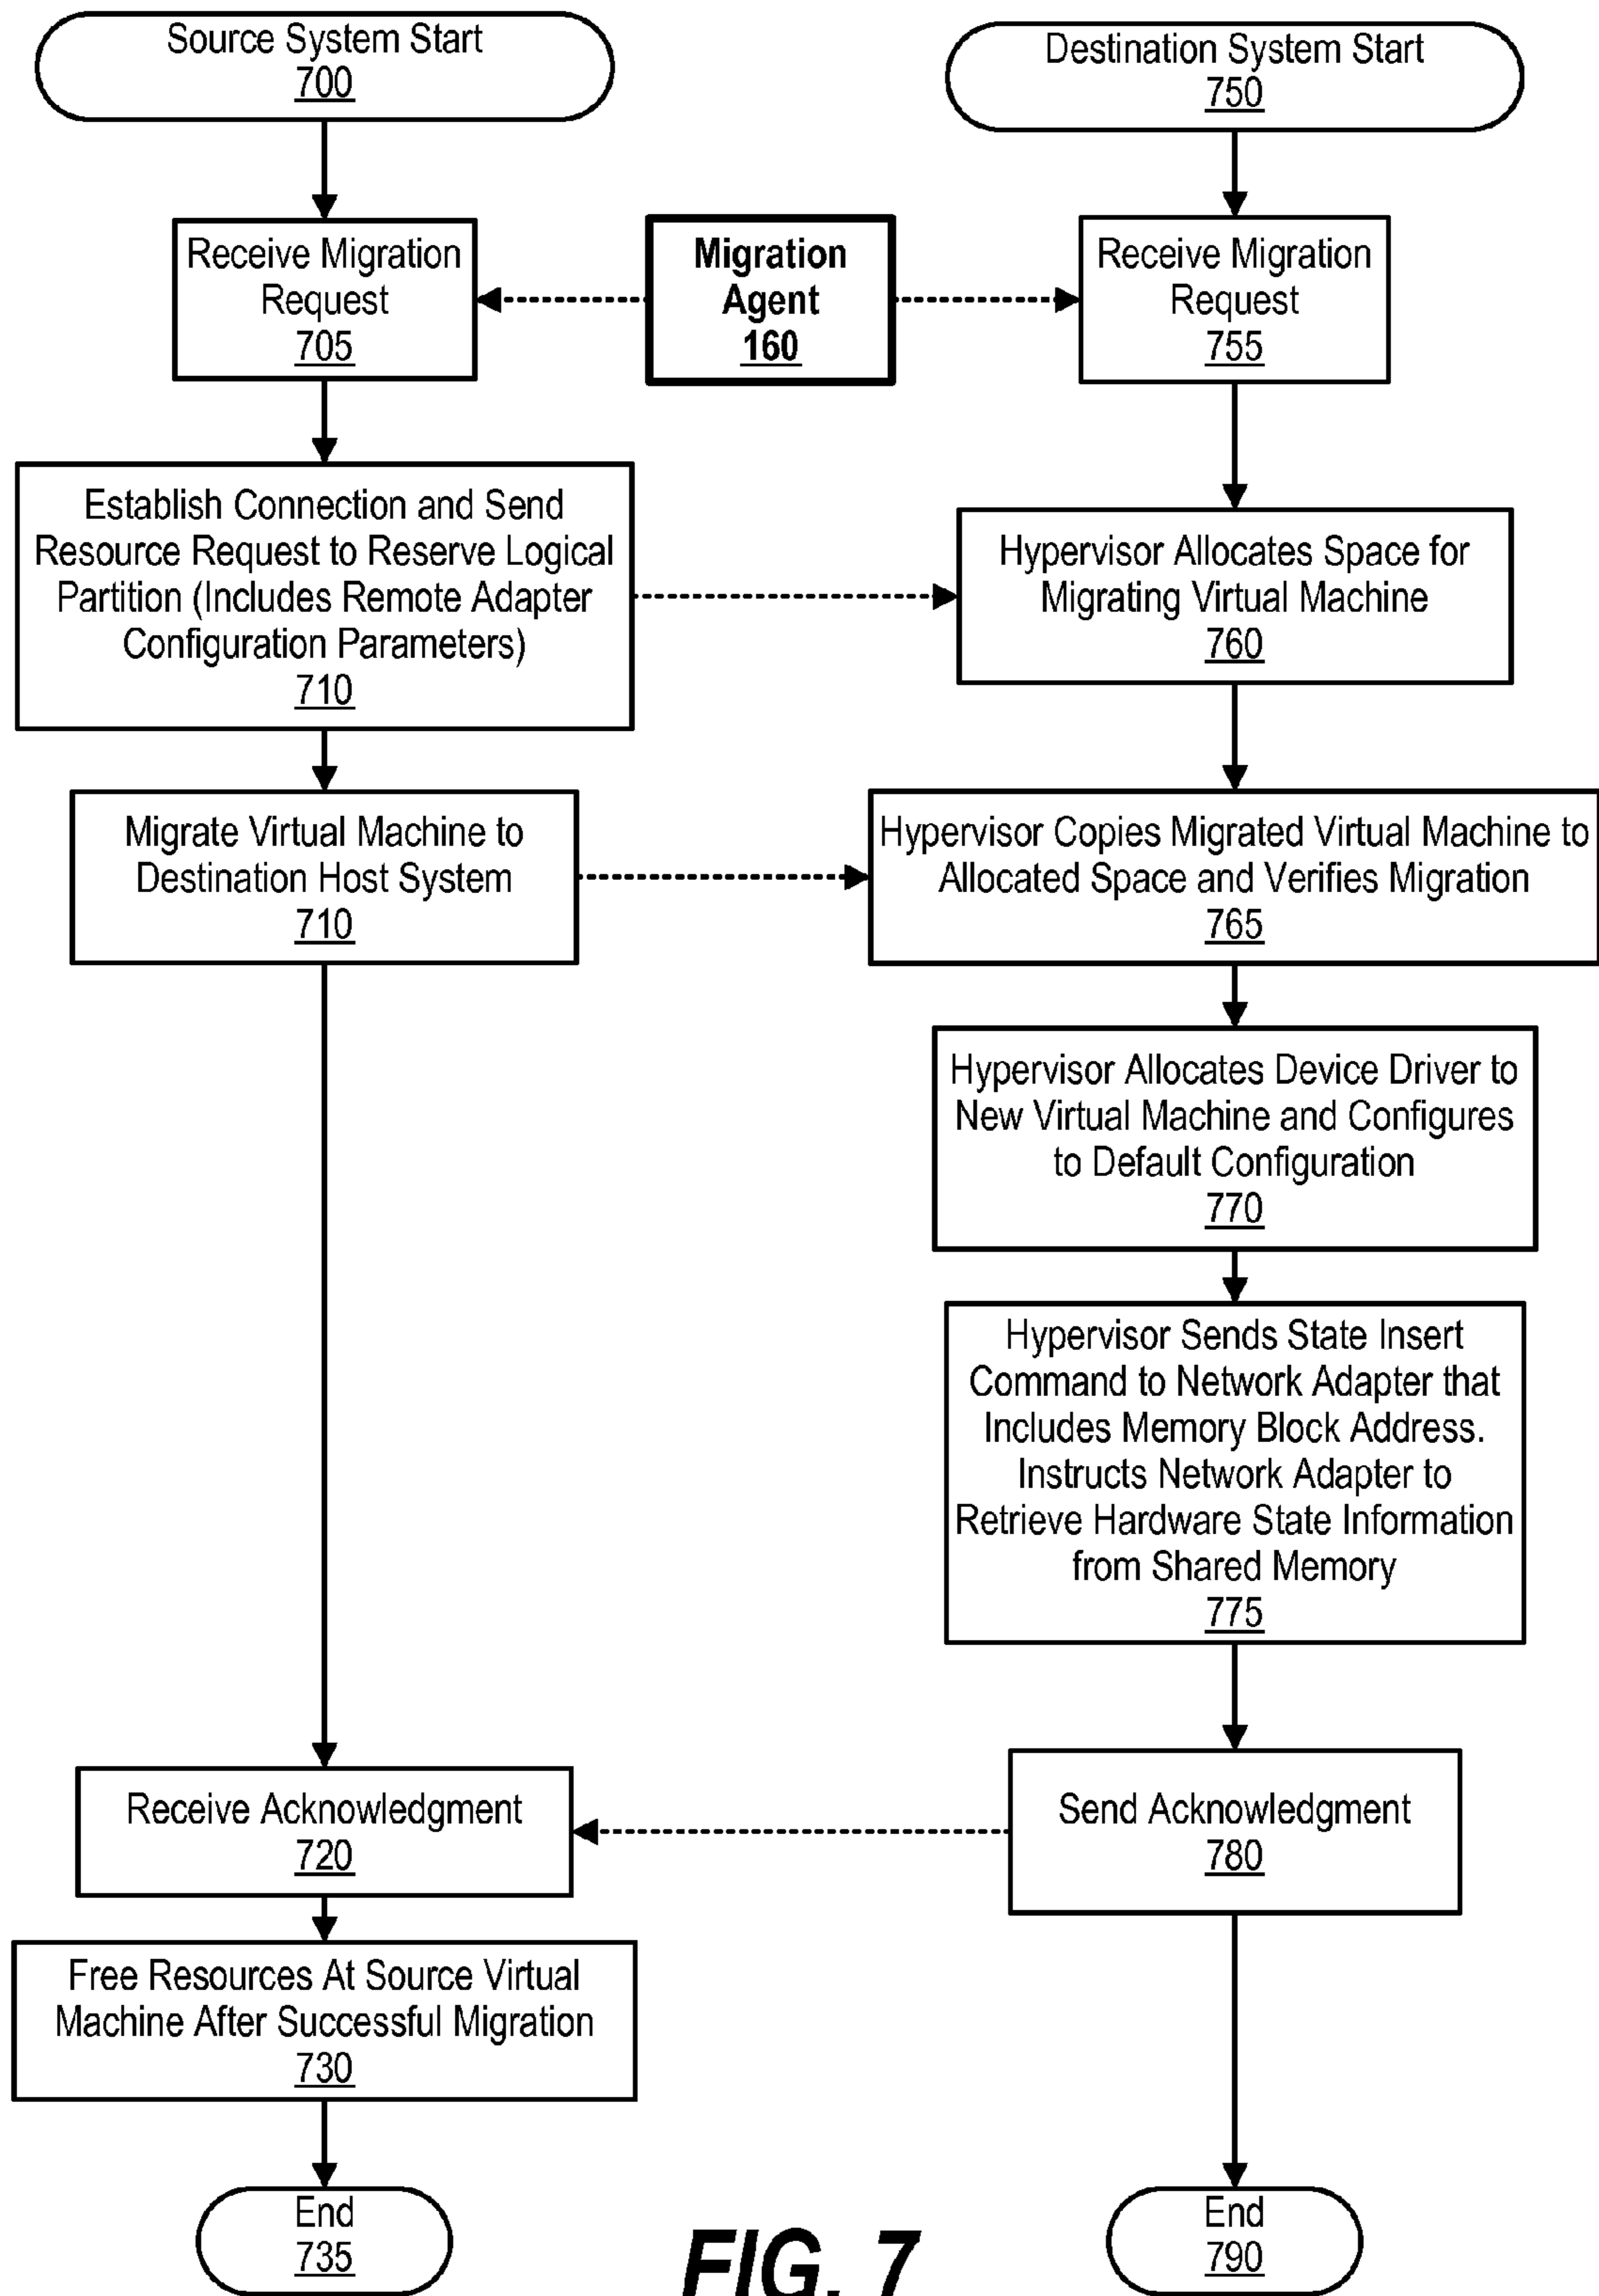 Source System Start
700
Receive Migration
Request
705
Establish Connection and Send
Resource Request to Reserve Logical
Partition (Includes Remote Adapter
Configuration Parameters)
710
Migrate Virtual Machine to
Destination Host System
710
Receive Acknowledgment
720
Free Resources At Source Virtual
Machine After Successful Migration
730
End
735
Migration
Agent
160
Destination System Start
750
Receive Migration
Request
755
Hypervisor Allocates Space for
Migrating Virtual Machine
760
Hypervisor Copies Migrated Virtual Machine to
Allocated Space and Verifies Migration
765
Hypervisor Allocates Device Driver to
New Virtual Machine and Configures
to Default Configuration
770
Hypervisor Sends State Insert
Command to Network Adapter that
Includes Memory Block Address.
Instructs Network Adapter to
Retrieve Hardware State Information
from Shared Memory
775
Send Acknowledgment
780
End
790
FIG. 7